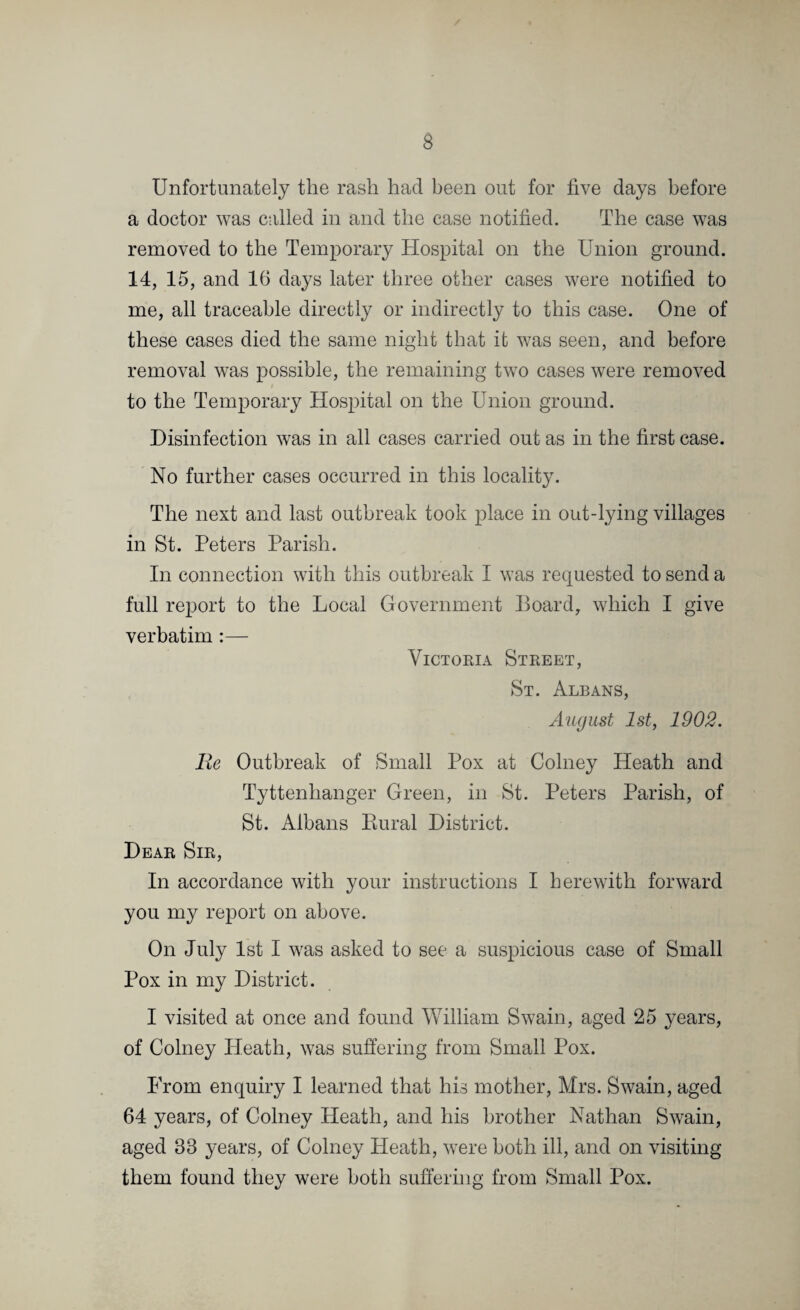 8
Unfortunately the rash had been out for five days before
a doctor was called in and the case notified. The case was
removed to the Temporary Hospital on the Union ground.
14, 15, and 16 days later three other cases were notified to
me, all traceable directly or indirectly to this case. One of
these cases died the same night that it was seen, and before
removal was possible, the remaining two cases were removed
to the Temporary Hospital on the Union ground.
Disinfection was in all cases carried out as in the first case.
No further cases occurred in this locality.
The next and last outbreak took place in out-lying villages
in St. Peters Parish.
In connection with this outbreak I was requested to send a
full report to the Local Government Board, which I give
verbatim :—
Victoria Street,
St. Albans,
August 1st, 1902.
Re Outbreak of Small Pox at Colney Heath and
Tyttenhanger Green, in St. Peters Parish, of
St. Albans Rural District.
Dear Sir,
In accordance with your instructions I herewith forward
you my report on above.
On July 1st I was asked to see a suspicious case of Small
Pox in my District.
I visited at once and found William Swain, aged 25 years,
of Colney Heath, was suffering from Small Pox.
From enquiry I learned that his mother, Mrs. Swain, aged
64 years, of Colney Heath, and his brother Nathan Swain,
aged 33 years, of Colney Heath, were both ill, and on visiting
them found they were both suffering from Small Pox.